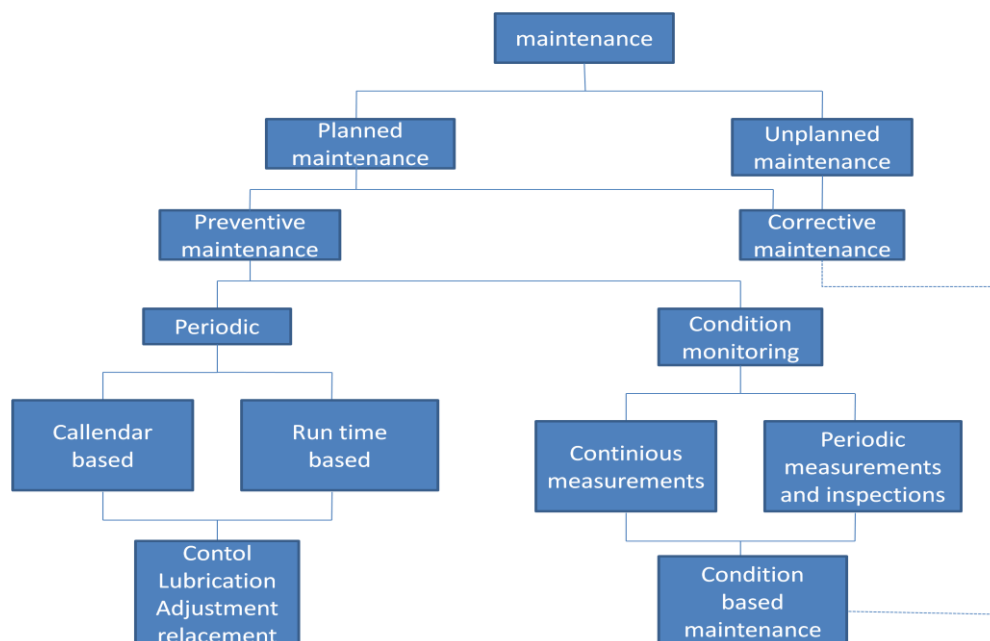 maintenance
Planned
maintenance
Unplanned
maintenance
Preventive
maintenance
Corrective
maintenance
Periodic
Condition
monitoring
Callendar
based
Run time
based
Continious
measurements
Periodic
measurements
and inspections
Contol
Lubrication
Adjustment
relacement
Condition
based
maintenance